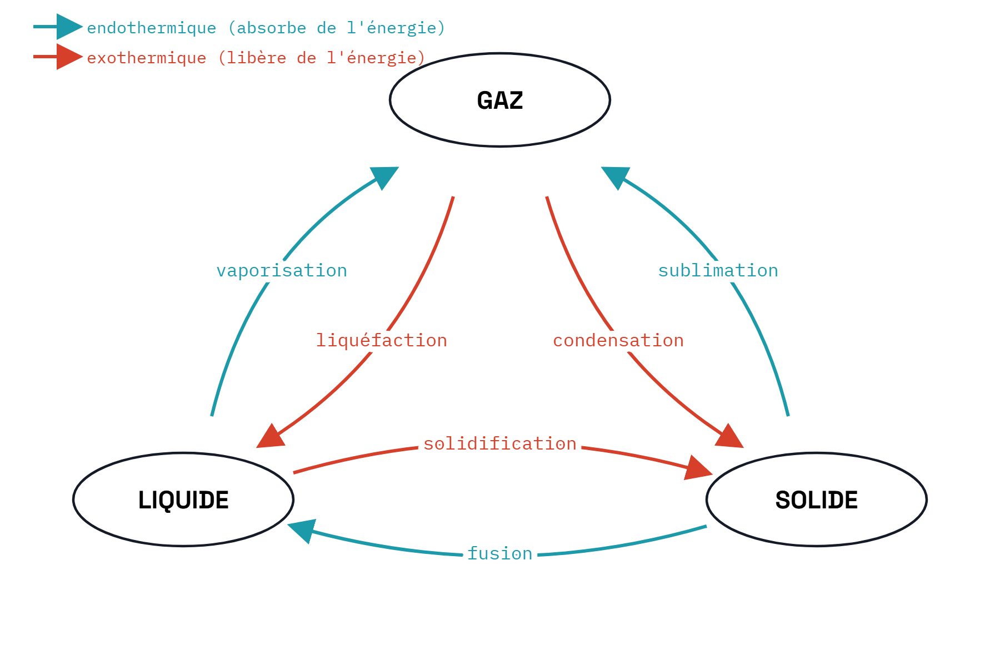 endothermique (absorbe de l'énergie)
exothermique (libère de l'énergie)
GAZ
vaporisation
sublimation
liquéfaction
condensation
solidification
LIQUIDE
SOLIDE
fusion